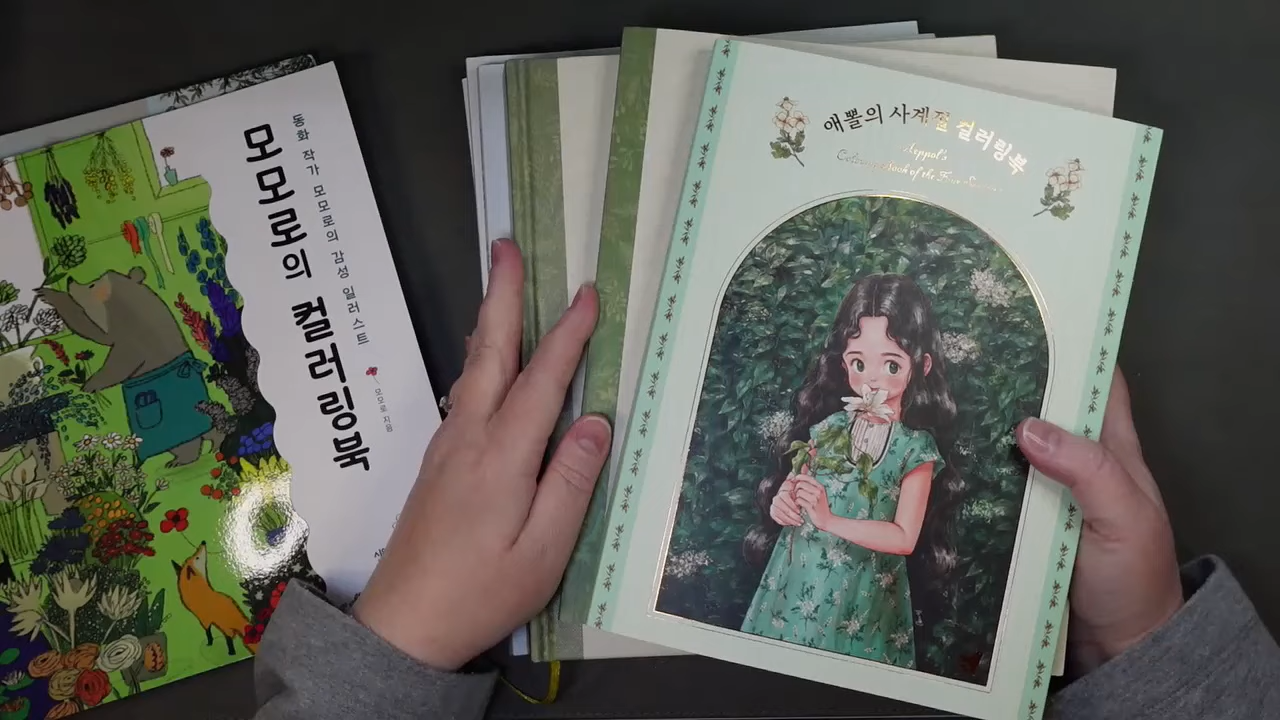 동화 작가 모모로의 감성 일러스트
모모로의 컬러링북
모모로 지음
애뽈의 사계절 컬러링북
Aeppol's
Coloring Book of the Four Seasons